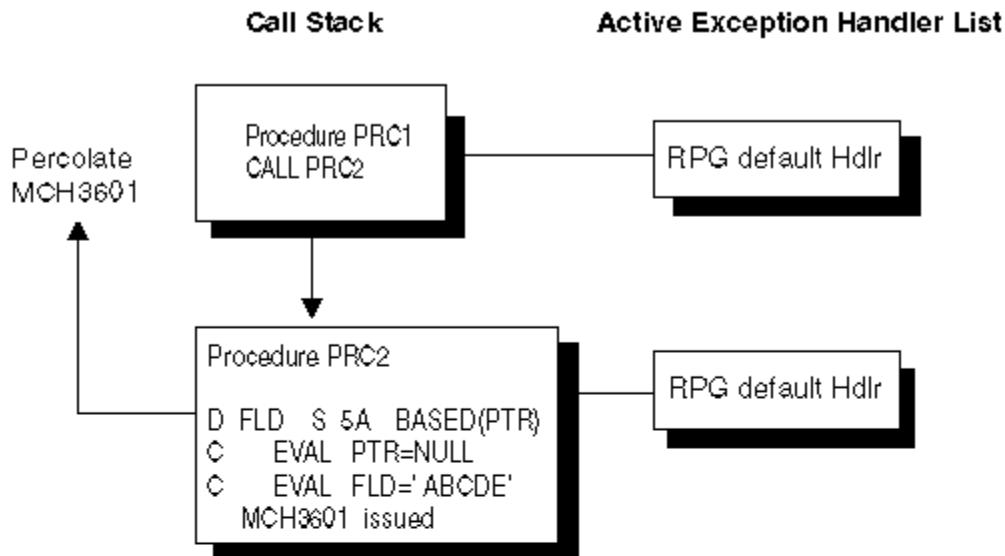 Call Stack
Active Exception Handler List
Procedure PRC1
CALL PRC2
RPG default Hdlr
Percolate
MCH3601
Procedure PRC2
D FLD S 5A BASED(PTR)
C EVAL PTR=NULL
C EVAL FLD='ABCDE'
MCH3601 issued
RPG default Hdlr